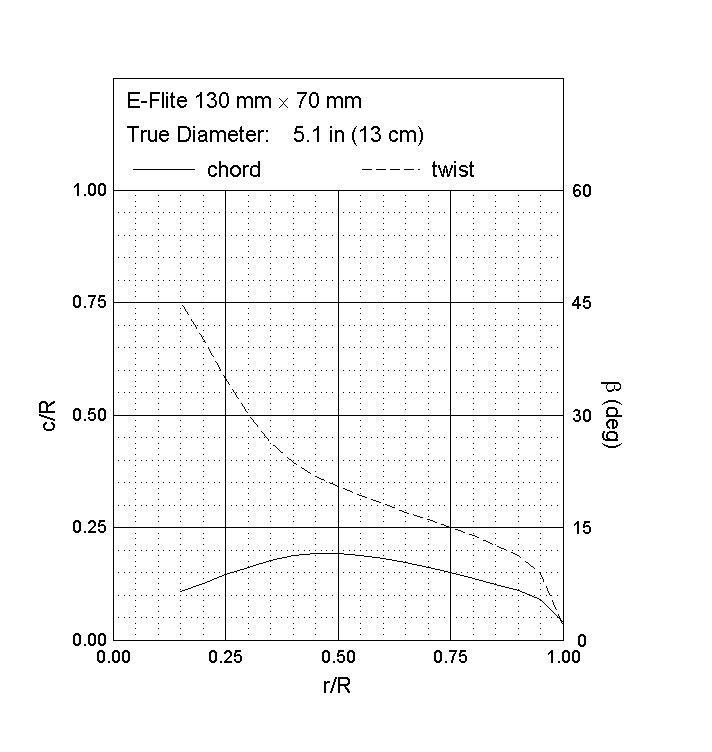 E-Flite 130 mm × 70 mm
True Diameter: 5.1 in (13 cm)
chord twist
1.00 60
0.75 45
0.50 30
c/R β (deg)
0.25 15
0.00 0
0.00 0.25 0.50 0.75 1.00
r/R